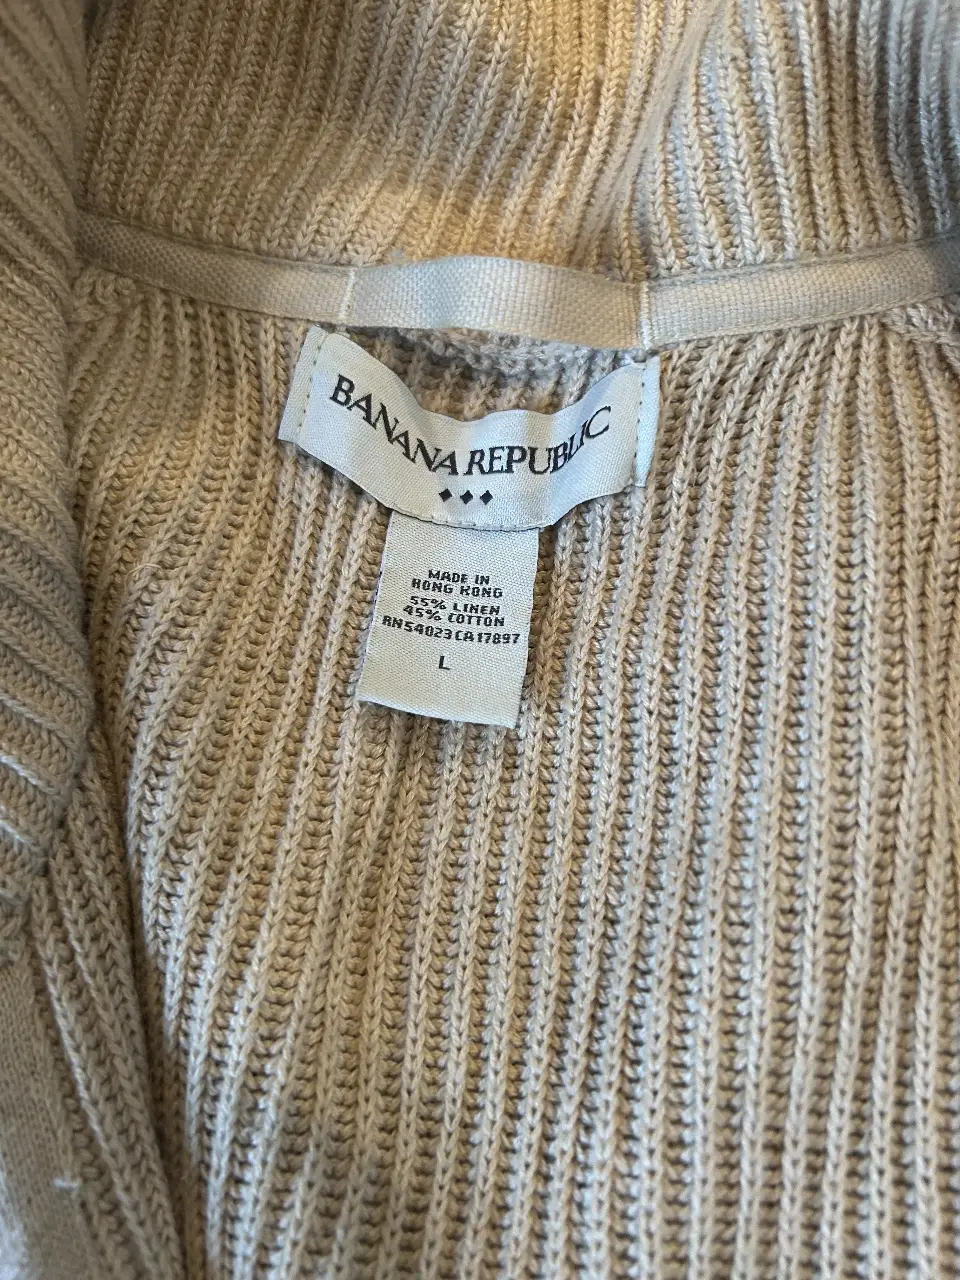 BANANA REPUBLIC
MADE IN
HONG KONG
55% LINEN
45% COTTON
RN54023 CA17897
L